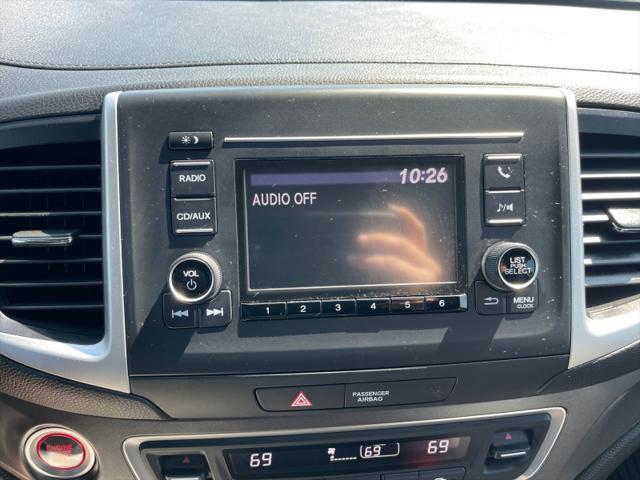 RADIO
CD/AUX
10:26
AUDIO OFF
VOL
LIST
PUSH
SELECT
1 2 3 4 5 6
MENU
CLOCK
PASSENGER
AIRBAG
ENGINE
69
69
69